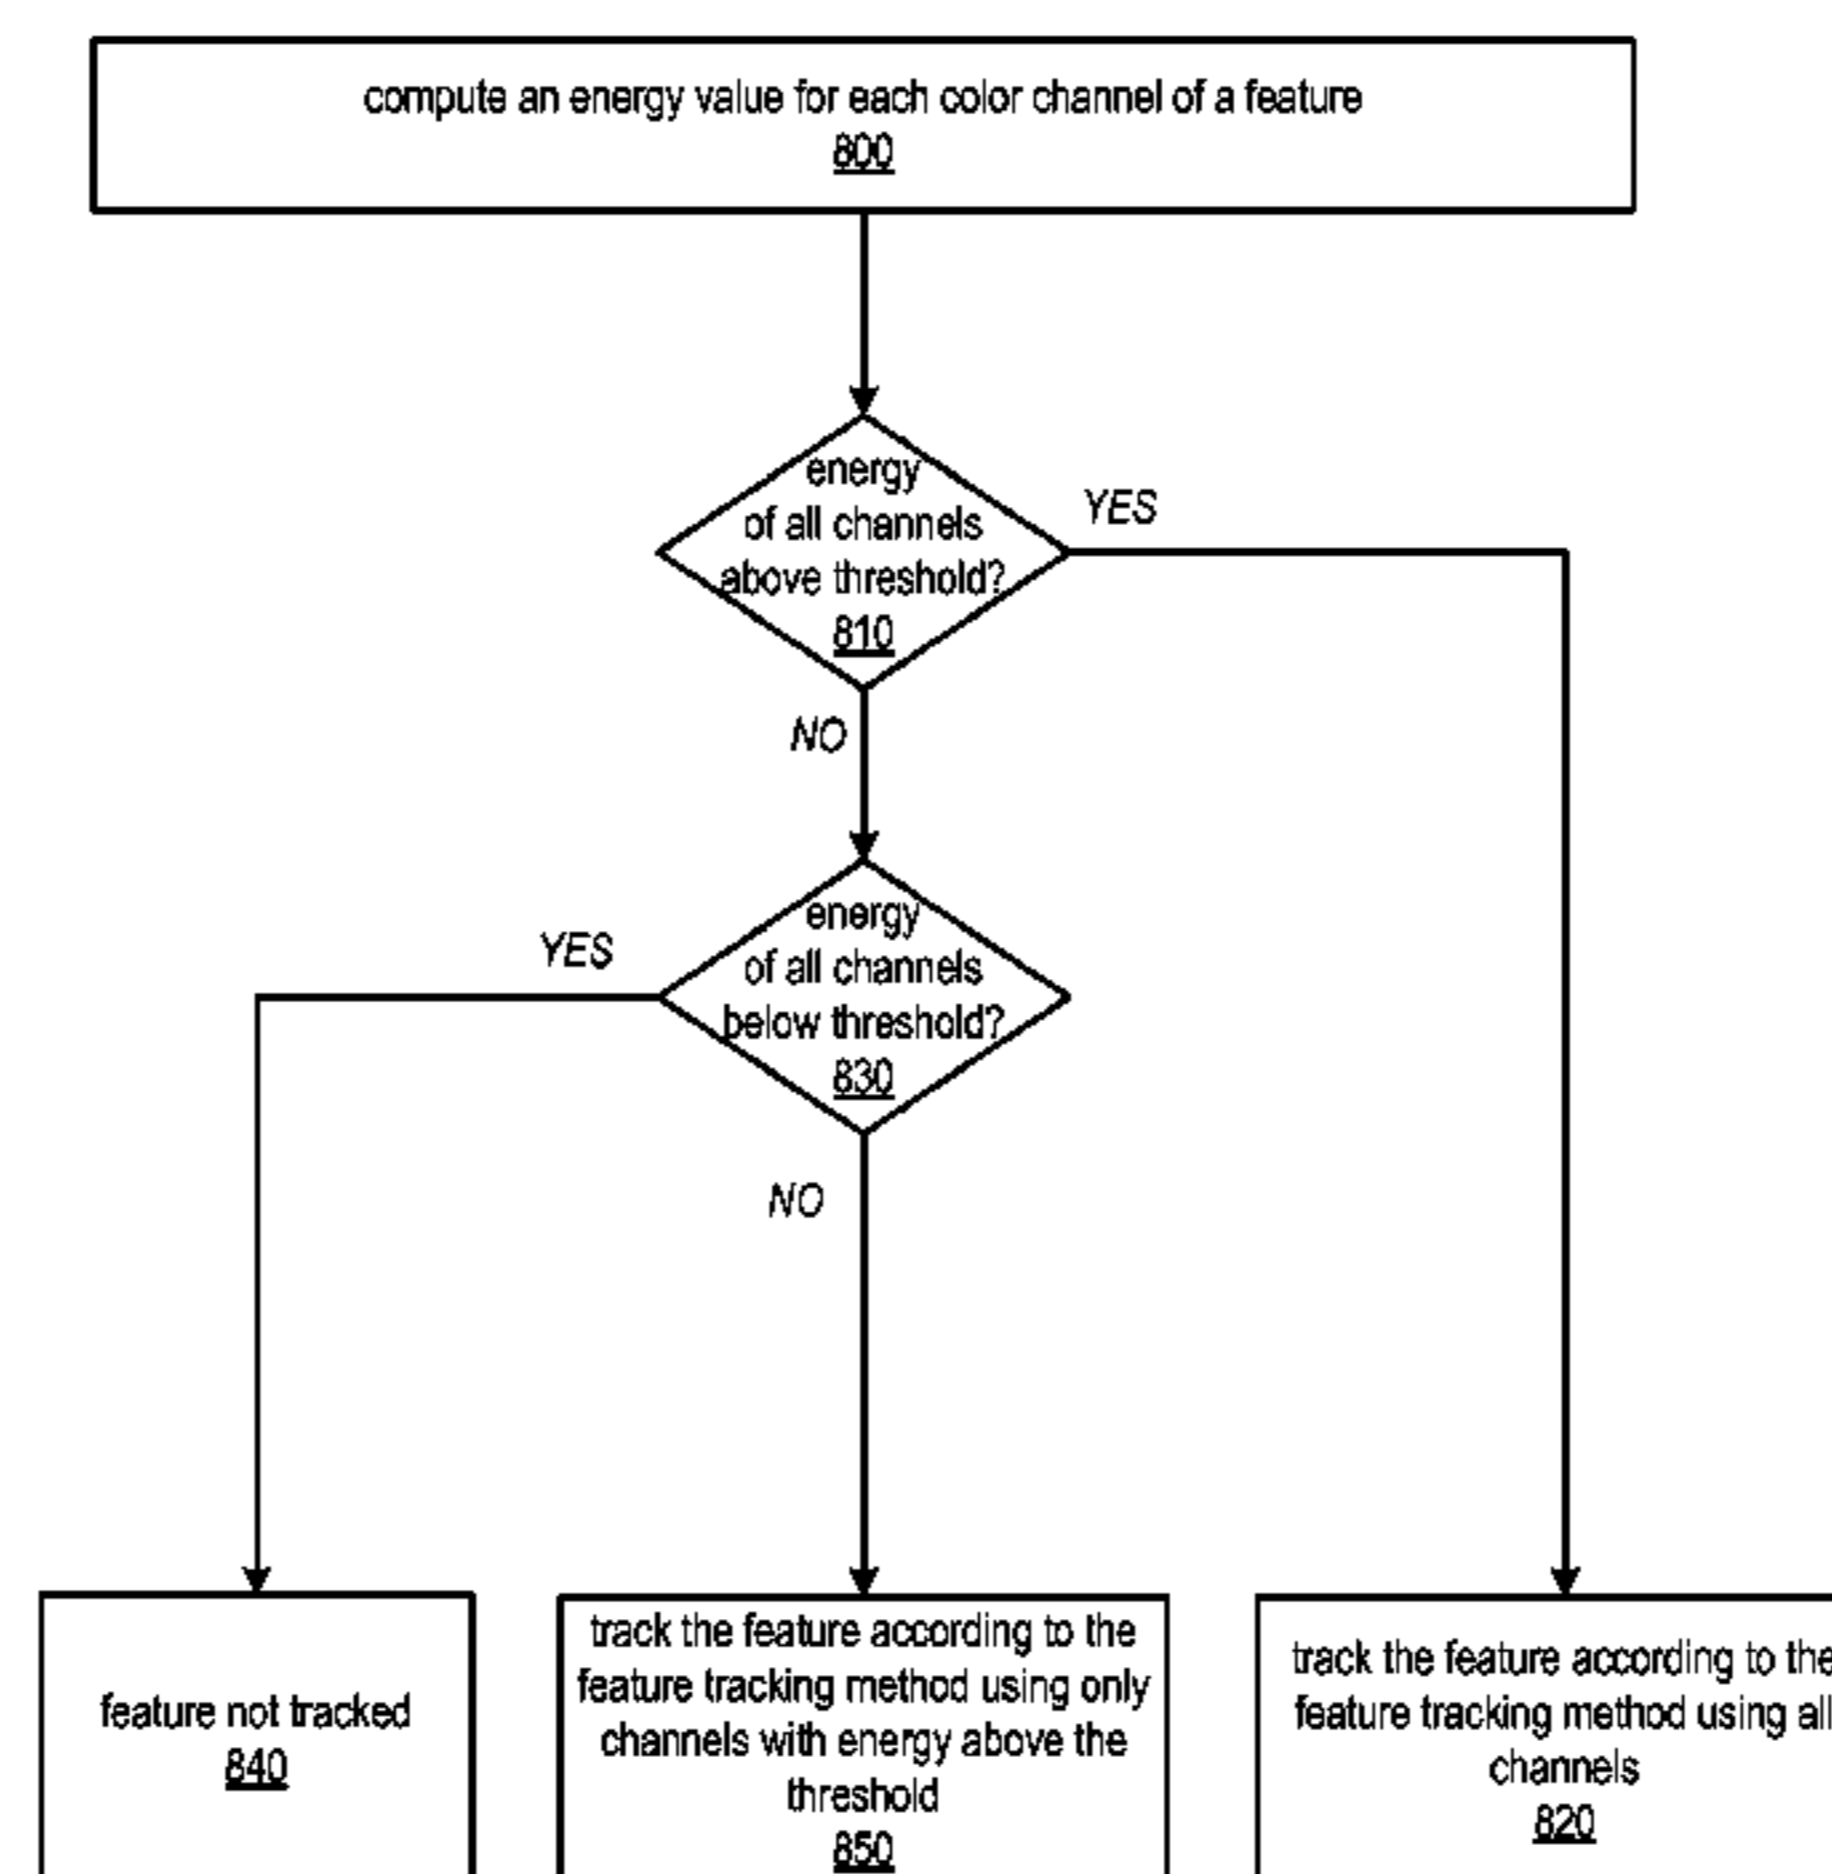 compute an energy value for each color channel of a feature
800
energy
of all channels
above threshold?
810
YES
NO
energy
of all channels
below threshold?
830
YES
NO
feature not tracked
840
track the feature according to the
feature tracking method using only
channels with energy above the
threshold
850
track the feature according to the
feature tracking method using all
channels
820